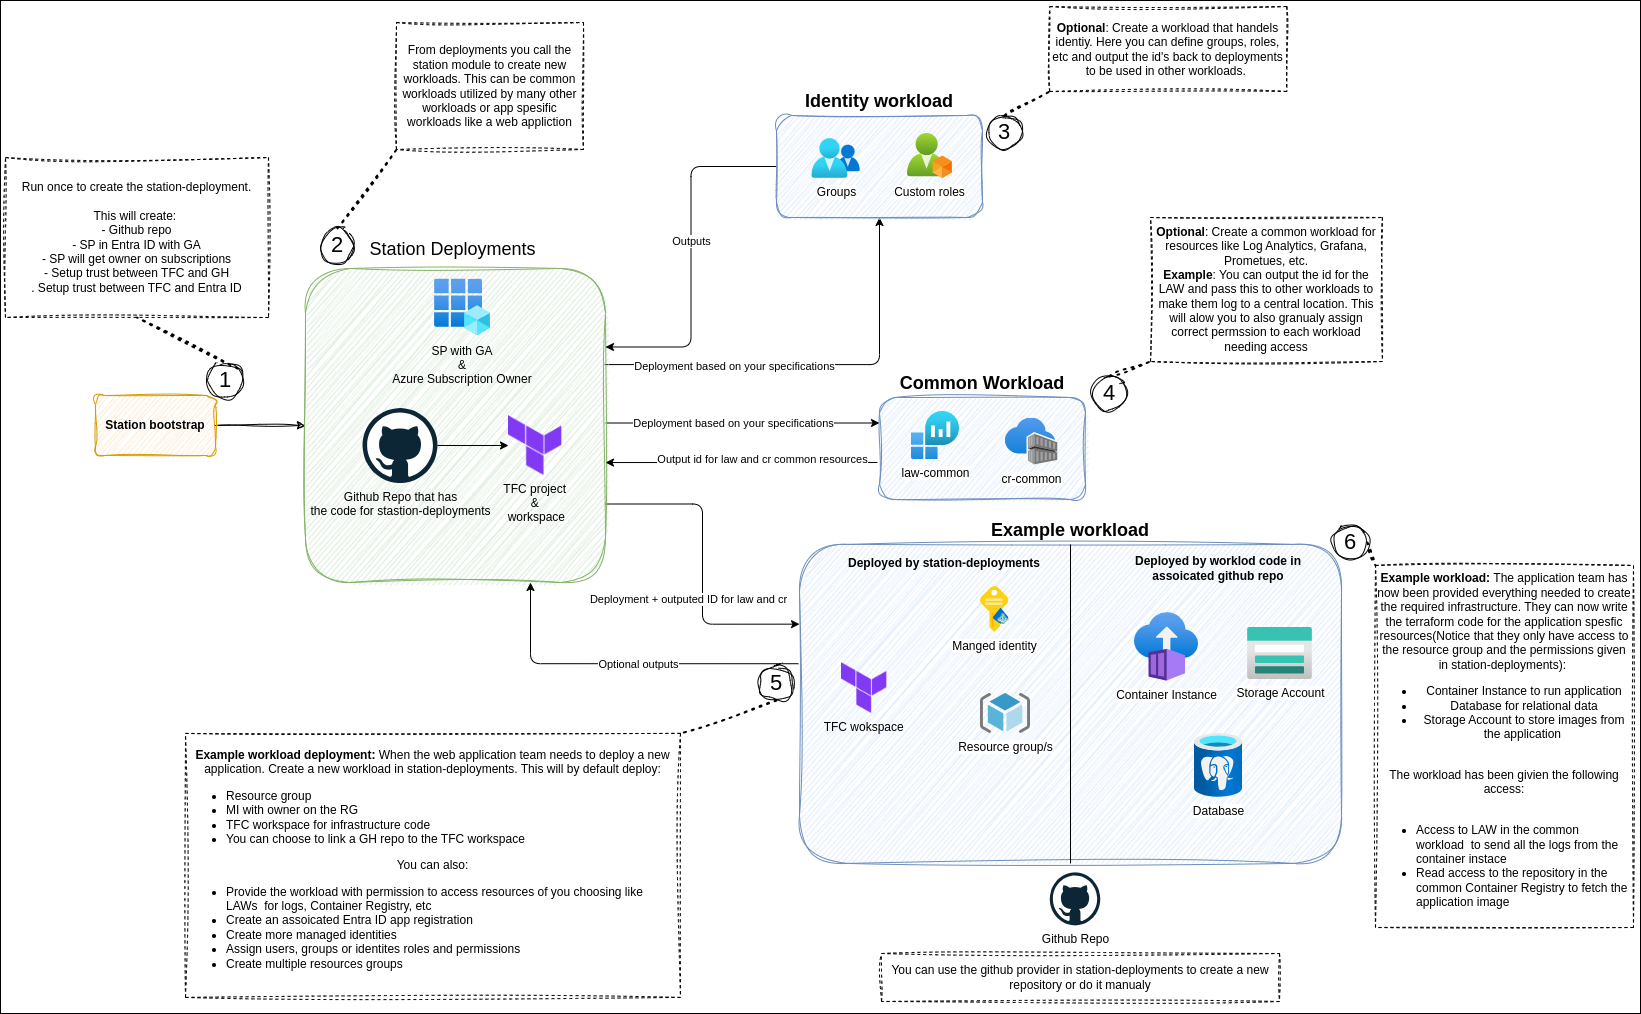 Run once to create the station-deployment.
This will create:
- Github repo
- SP in Entra ID with GA
- SP will get owner on subscriptions
- Setup trust between TFC and GH
. Setup trust between TFC and Entra ID
1
Station bootstrap
From deployments you call the
station module to create new
workloads. This can be common
workloads utilized by many other
workloads or app spesific
workloads like a web appliction
2
Station Deployments
SP with GA
&
Azure Subscription Owner
Github Repo that has
the code for stastion-deployments
TFC project
&
workspace
Optional: Create a workload that handels
identiy. Here you can define groups, roles,
etc and output the id's back to deployments
to be used in other workloads.
3
Identity workload
Groups
Custom roles
Outputs
Deployment based on your specifications
Optional: Create a common workload for
resources like Log Analytics, Grafana,
Prometues, etc.
Example: You can output the id for the
LAW and pass this to other workloads to
make them log to a central location. This
will alow you to also granualy assign
correct permssion to each workload
needing access
4
Common Workload
law-common
cr-common
Deployment based on your specifications
Output id for law and cr common resources
Deployment + outputed ID for law and cr
Optional outputs
5
Example workload deployment: When the web application team needs to deploy a new
application. Create a new workload in station-deployments. This will by default deploy:
• Resource group
• MI with owner on the RG
• TFC workspace for infrastructure code
• You can choose to link a GH repo to the TFC workspace
You can also:
• Provide the workload with permission to access resources of you choosing like
LAWs for logs, Container Registry, etc
• Create an assoicated Entra ID app registration
• Create more managed identities
• Assign users, groups or identites roles and permissions
• Create multiple resources groups
Example workload
Deployed by station-deployments
Manged identity
TFC wokspace
Resource group/s
Deployed by worklod code in
assoicated github repo
Container Instance
Storage Account
Database
Github Repo
You can use the github provider in station-deployments to create a new
repository or do it manualy
6
Example workload: The application team has
now been provided everything needed to create
the required infrastructure. They can now write
the terraform code for the application spesfic
resources(Notice that they only have access to
the resource group and the permissions given
in station-deployments):
• Container Instance to run application
• Database for relational data
• Storage Account to store images from
the application
The workload has been givien the following
access:
• Access to LAW in the common
workload to send all the logs from the
container instace
• Read access to the repository in the
common Container Registry to fetch the
application image